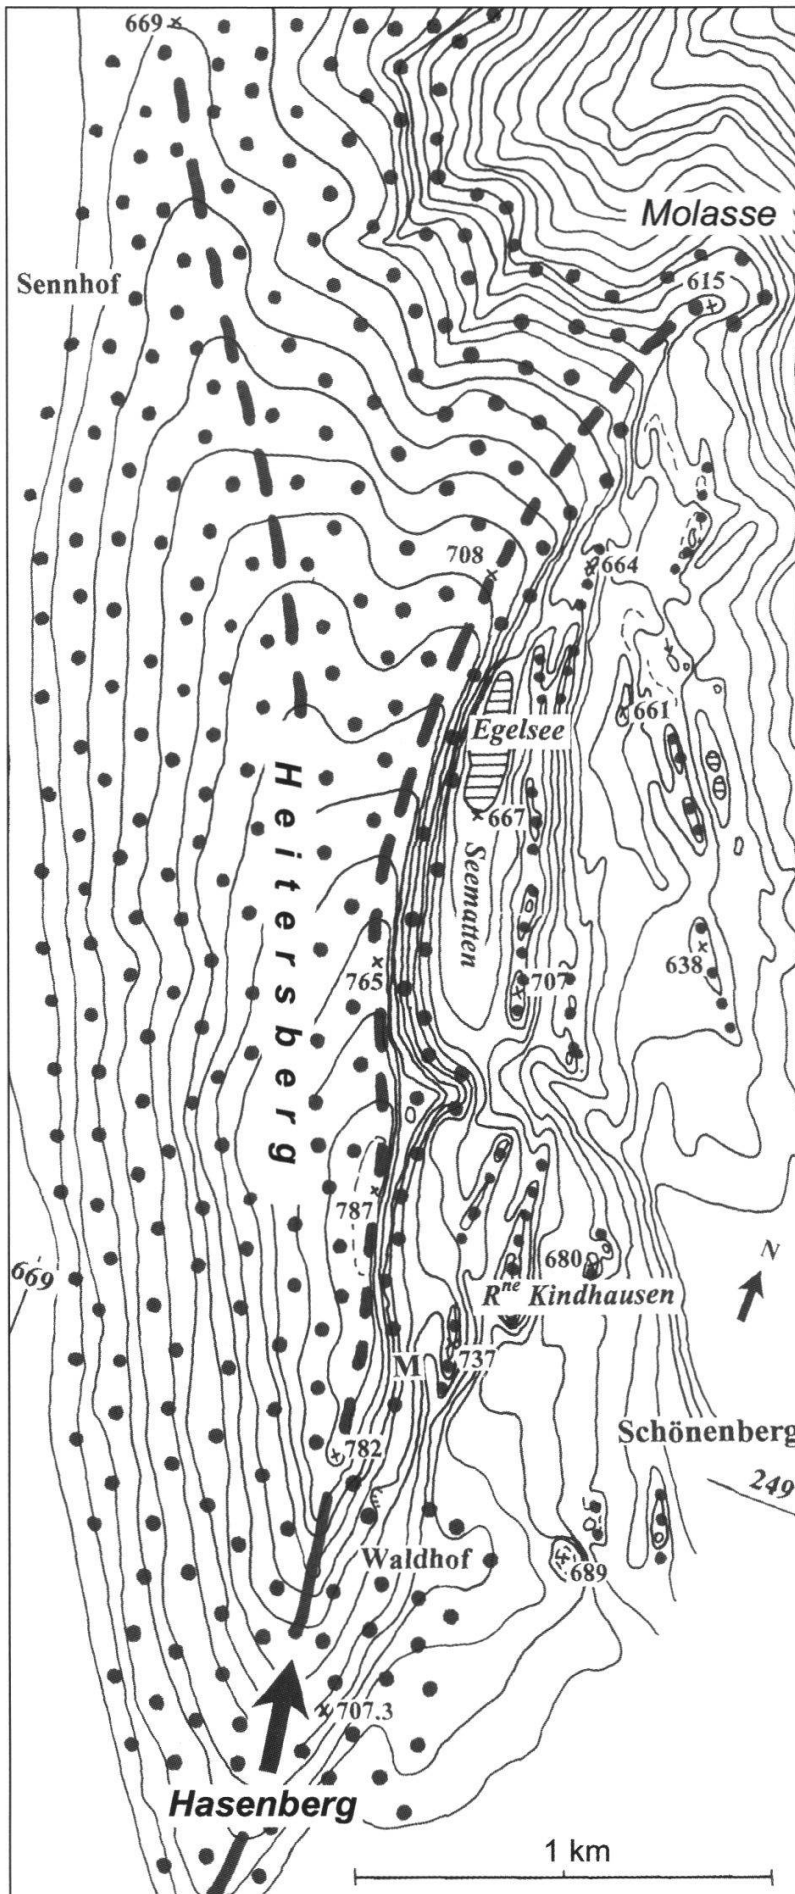 669
Molasse
615
Sennhof
708
664
661
Egelsee
667
Seematten
Heitersberg
765
707
638
787
669
680
N
Rne Kindhausen
M
737
782
Schönenberg
249
Waldhof
689
707.3
Hasenberg
1 km